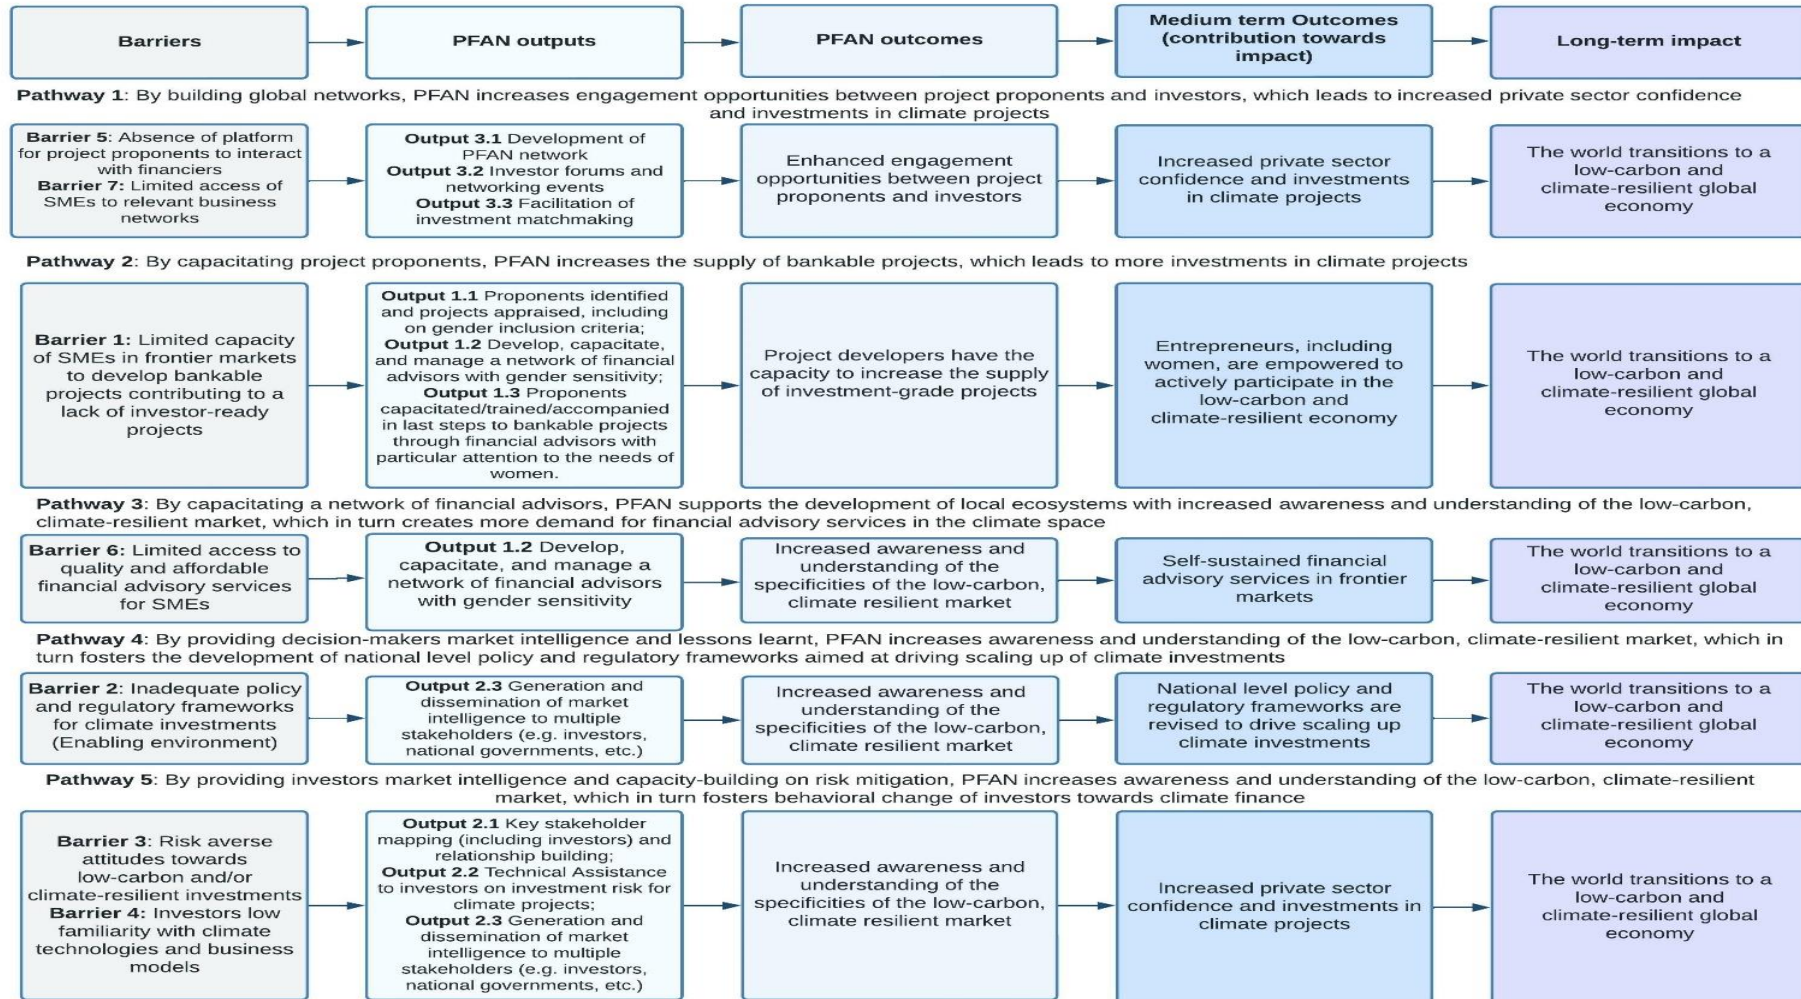 Barriers
PFAN outputs
PFAN outcomes
Medium term Outcomes
(contribution towards
impact)
Long-term impact
Pathway 1: By building global networks, PFAN increases engagement opportunities between project proponents and investors, which leads to increased private sector confidence
and investments in climate projects
Barrier 5: Absence of platform
for project proponents to interact
with financiers
Barrier 7: Limited access of
SMEs to relevant business
networks
Output 3.1 Development of
PFAN network
Output 3.2 Investor forums and
networking events
Output 3.3 Facilitation of
investment matchmaking
Enhanced engagement
opportunities between project
proponents and investors
Increased private sector
confidence and investments
in climate projects
The world transitions to a
low-carbon and
climate-resilient global
economy
Pathway 2: By capacitating project proponents, PFAN increases the supply of bankable projects, which leads to more investments in climate projects
Barrier 1: Limited capacity
of SMEs in frontier markets
to develop bankable
projects contributing to a
lack of investor-ready
projects
Output 1.1 Proponents identified
and projects appraised, including
on gender inclusion criteria;
Output 1.2 Develop, capacitate,
and manage a network of financial
advisors with gender sensitivity;
Output 1.3 Proponents
capacitated/trained/accompanied
in last steps to bankable projects
through financial advisors with
particular attention to the needs of
women.
Project developers have the
capacity to increase the supply
of investment-grade projects
Entrepreneurs, including
women, are empowered to
actively participate in the
low-carbon and
climate-resilient economy
The world transitions to a
low-carbon and
climate-resilient global
economy
Pathway 3: By capacitating a network of financial advisors, PFAN supports the development of local ecosystems with increased awareness and understanding of the low-carbon,
climate-resilient market, which in turn creates more demand for financial advisory services in the climate space
Barrier 6: Limited access to
quality and affordable
financial advisory services
for SMEs
Output 1.2 Develop,
capacitate, and manage a
network of financial advisors
with gender sensitivity
Increased awareness and
understanding of the
specificities of the low-carbon,
climate resilient market
Self-sustained financial
advisory services in frontier
markets
The world transitions to a
low-carbon and
climate-resilient global
economy
Pathway 4: By providing decision-makers market intelligence and lessons learnt, PFAN increases awareness and understanding of the low-carbon, climate-resilient market, which in
turn fosters the development of national level policy and regulatory frameworks aimed at driving scaling up of climate investments
Barrier 2: Inadequate policy
and regulatory frameworks
for climate investments
(Enabling environment)
Output 2.3 Generation and
dissemination of market
intelligence to multiple
stakeholders (e.g. investors,
national governments, etc.)
Increased awareness and
understanding of the
specificities of the low-carbon,
climate resilient market
National level policy and
regulatory frameworks are
revised to drive scaling up
climate investments
The world transitions to a
low-carbon and
climate-resilient global
economy
Pathway 5: By providing investors market intelligence and capacity-building on risk mitigation, PFAN increases awareness and understanding of the low-carbon, climate-resilient
market, which in turn fosters behavioral change of investors towards climate finance
Barrier 3: Risk averse
attitudes towards
low-carbon and/or
climate-resilient investments
Barrier 4: Investors low
familiarity with climate
technologies and business
models
Output 2.1 Key stakeholder
mapping (including investors) and
relationship building;
Output 2.2 Technical Assistance
to investors on investment risk for
climate projects;
Output 2.3 Generation and
dissemination of market
intelligence to multiple
stakeholders (e.g. investors,
national governments, etc.)
Increased awareness and
understanding of the
specificities of the low-carbon,
climate resilient market
Increased private sector
confidence and investments in
climate projects
The world transitions to a
low-carbon and
climate-resilient global
economy